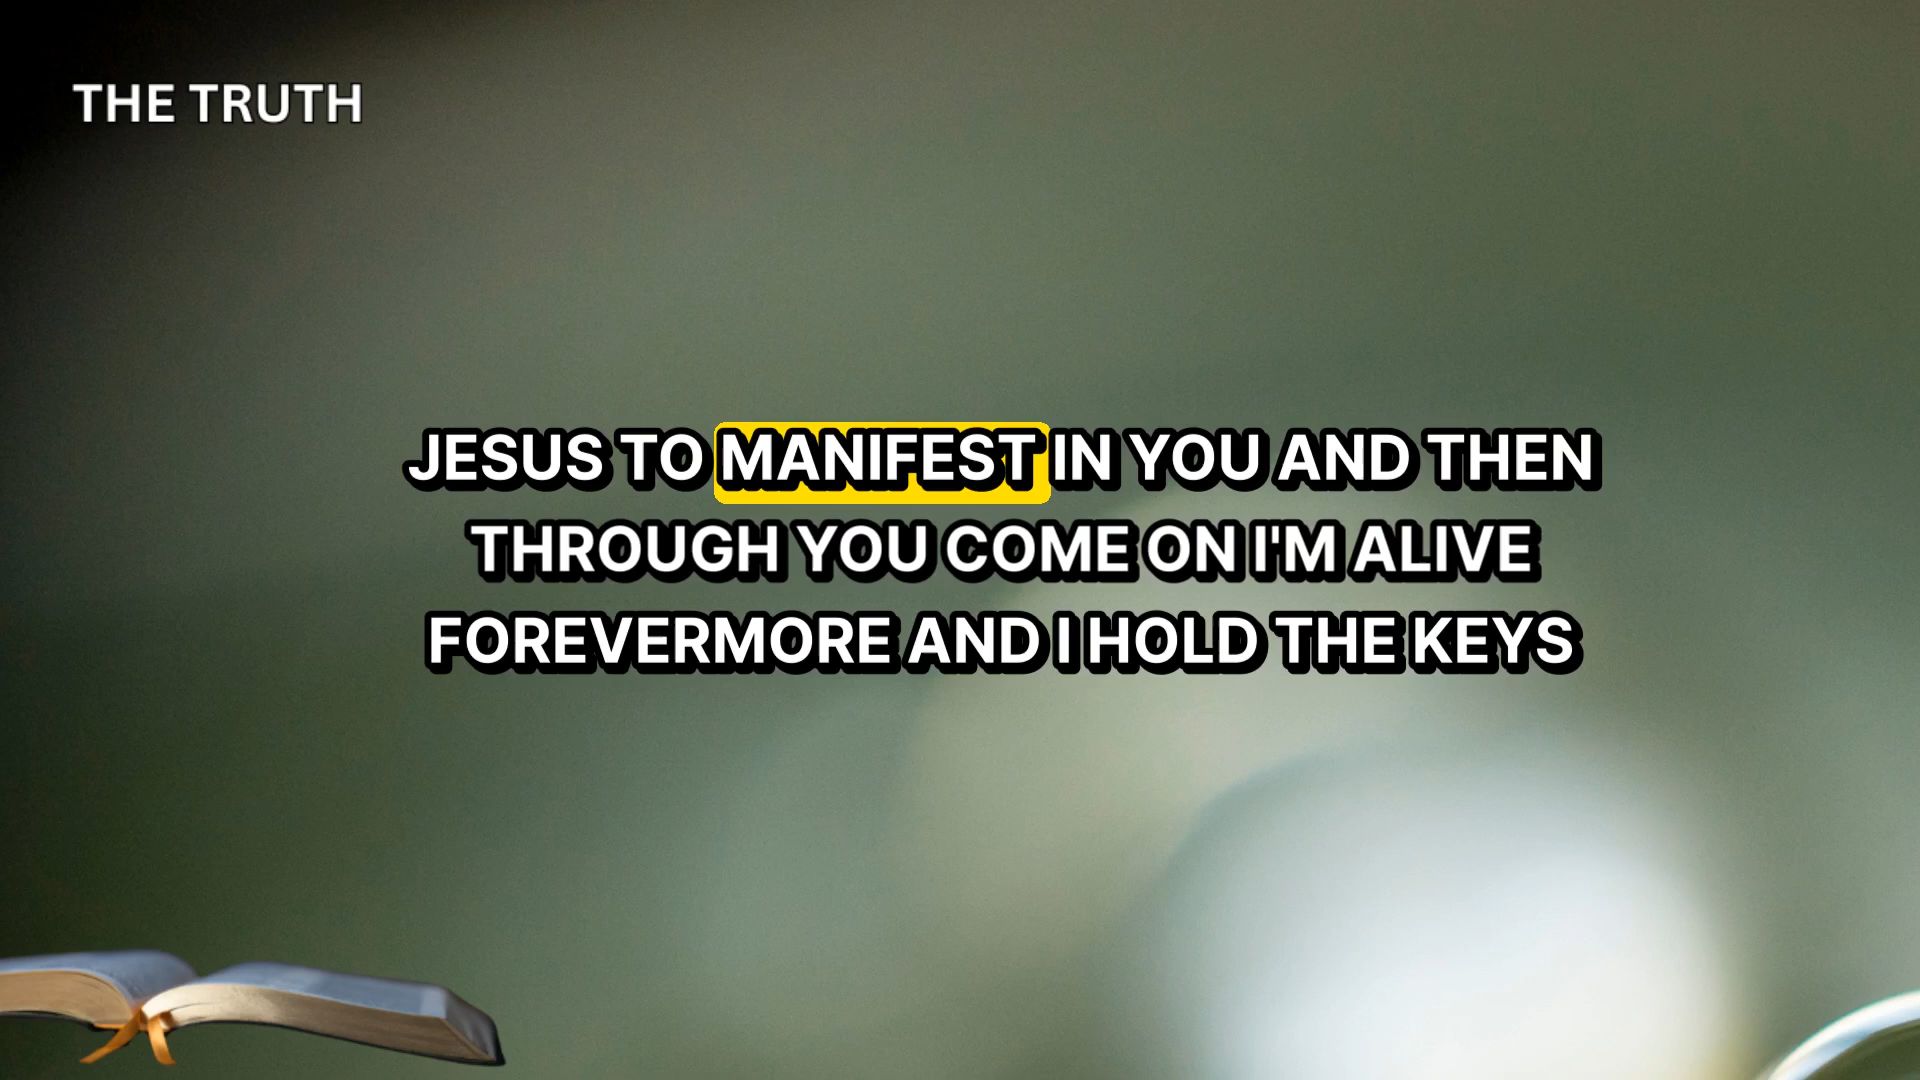 THE TRUTH
JESUS TO MANIFEST IN YOU AND THEN
THROUGH YOU COME ON I'M ALIVE
FOREVERMORE AND I HOLD THE KEYS